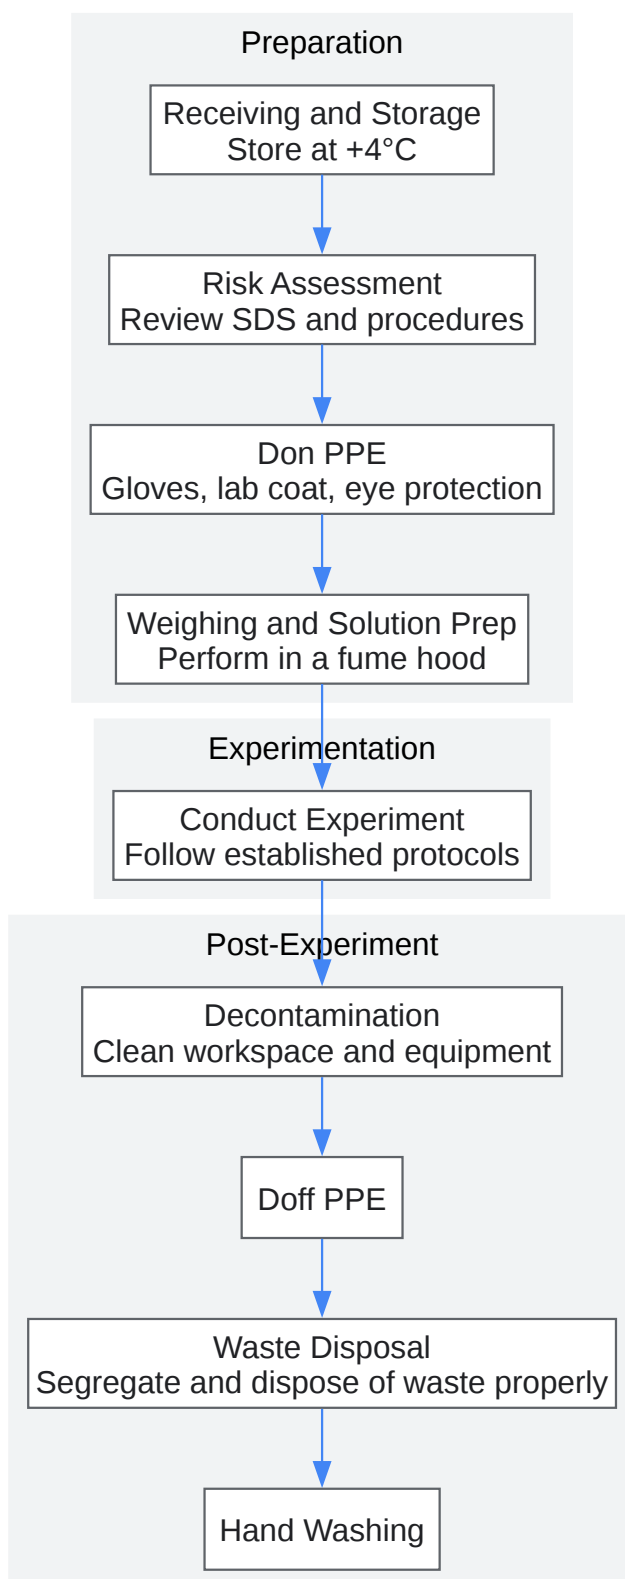 Preparation
Receiving and Storage
Store at +4°C
Risk Assessment
Review SDS and procedures
Don PPE
Gloves, lab coat, eye protection
Weighing and Solution Prep
Perform in a fume hood
Experimentation
Conduct Experiment
Follow established protocols
Post-Experiment
Decontamination
Clean workspace and equipment
Doff PPE
Waste Disposal
Segregate and dispose of waste properly
Hand Washing